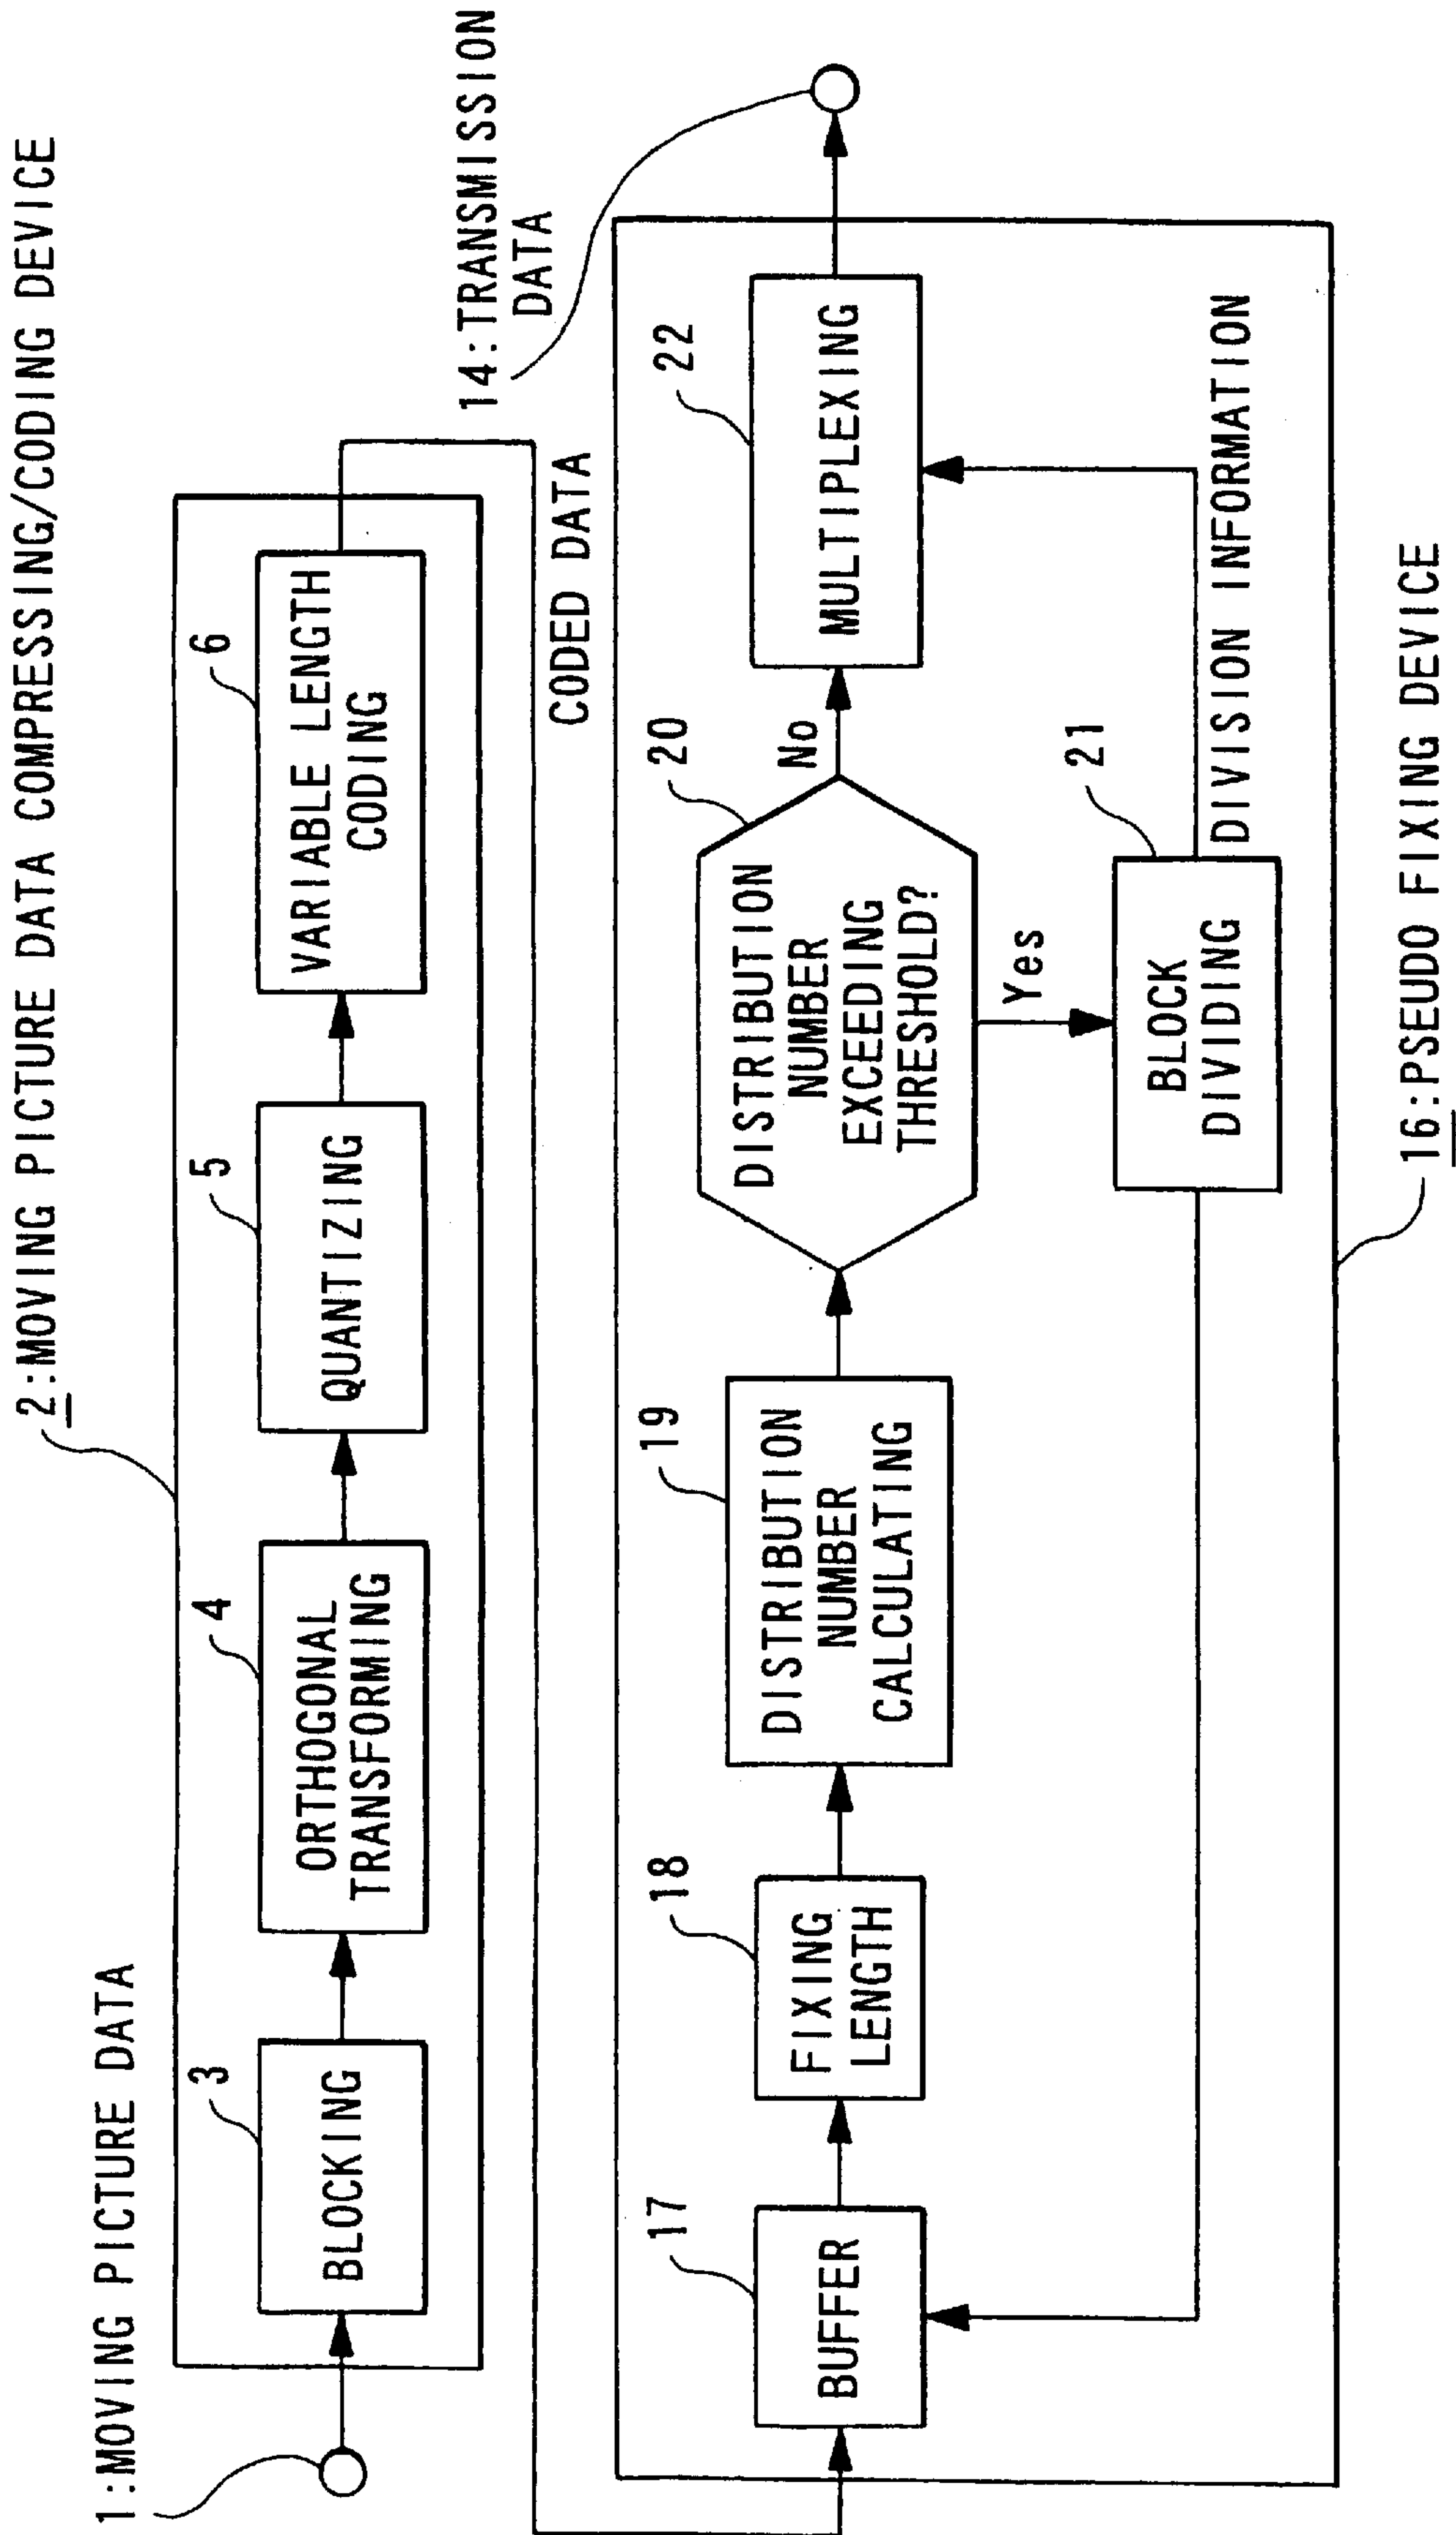 2:MOVING PICTURE DATA COMPRESSING/CODING DEVICE
1:MOVING PICTURE DATA
3
BLOCKING
4
ORTHOGONAL
TRANSFORMING
5
QUANTIZING
6
VARIABLE LENGTH
CODING
14:TRANSMISSION
DATA
CODED DATA
17
BUFFER
18
FIXING
LENGTH
19
DISTRIBUTION
NUMBER
CALCULATING
20
DISTRIBUTION
NUMBER
EXCEEDING
THRESHOLD?
No
Yes
22
MULTIPLEXING
21
BLOCK
DIVIDING
DIVISION INFORMATION
16:PSEUDO FIXING DEVICE